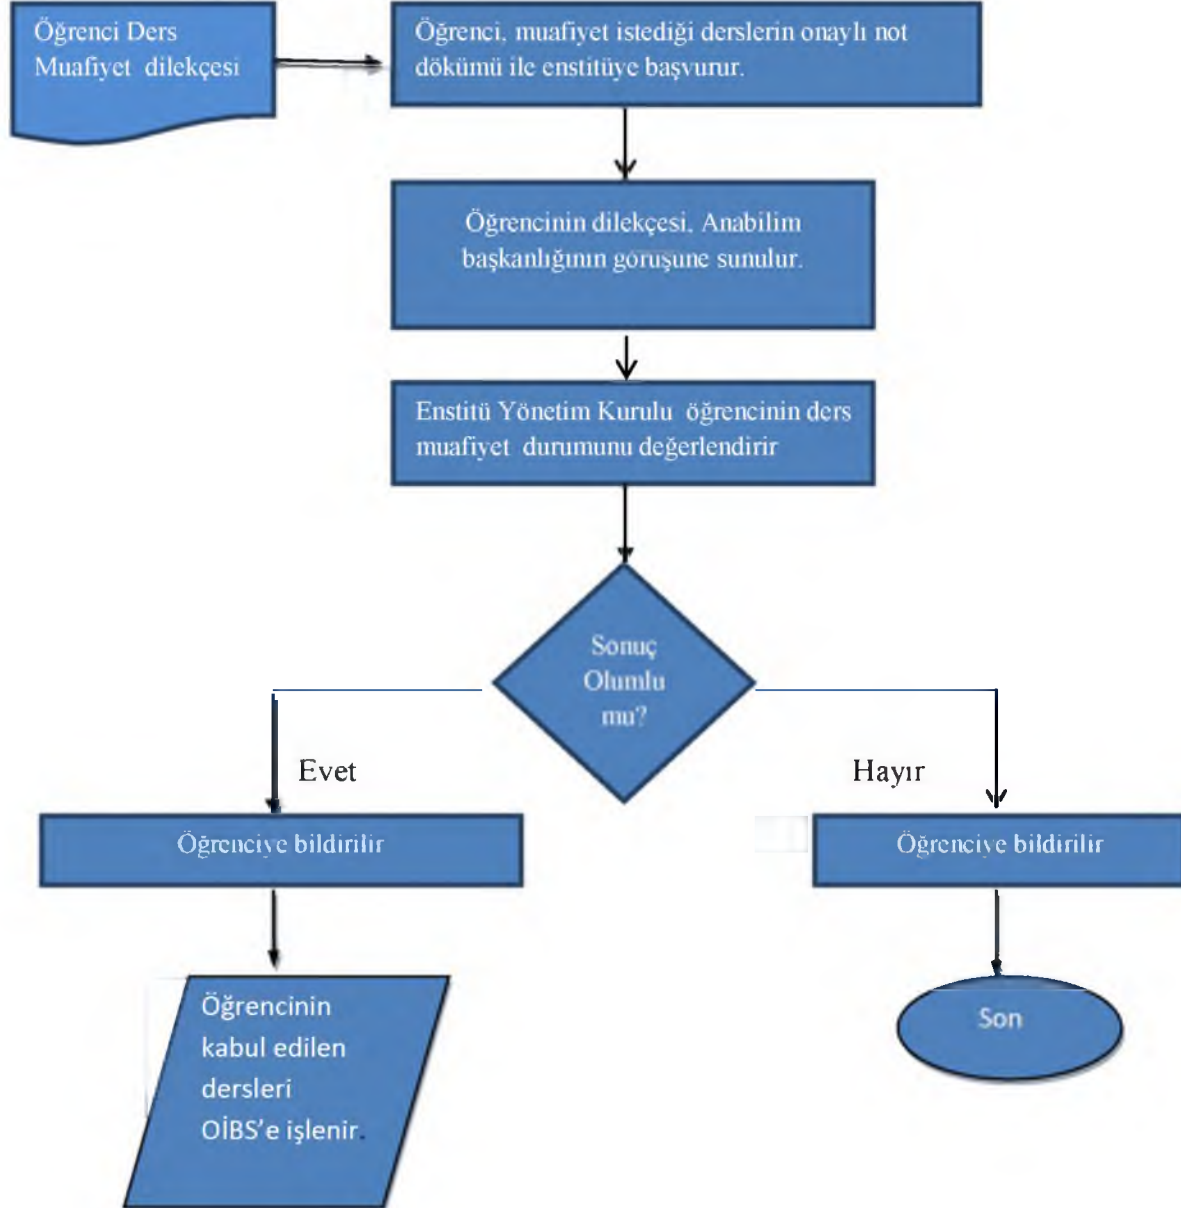 Öğrenci Ders
Muafiyet dilekçesi
Öğrenci, muafiyet istediği derslerin onaylı not
dökümü ile enstitüye başvurur.
Öğrencinin dilekçesi, Anabilim
başkanlığının goruşune sunulur.
Enstitü Yönetim Kurulu öğrencinin ders
muafiyet durumunu değerlendirir
Sonuç
Olumlu
mu?
Evet
Hayır
Öğrenciye bildirilir
Öğrenciye bildirilir
Öğrencinin
kabul edilen
dersleri
OİBS'e işlenir.
Son